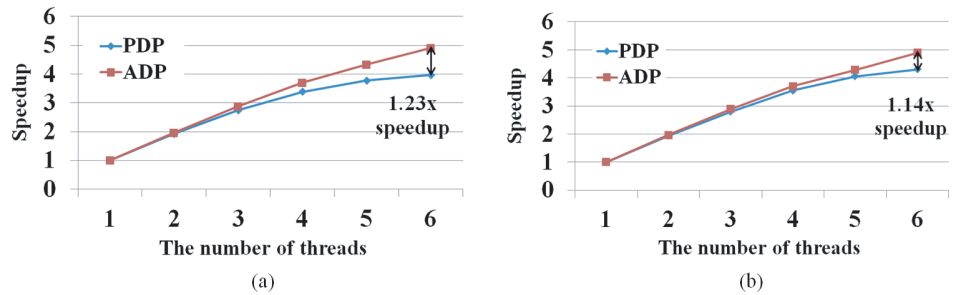 6
5
4
3
2
1
0
Speedup
PDP
ADP
1.23x
speedup
1 2 3 4 5 6
The number of threads
(a)
6
5
4
3
2
1
0
Speedup
PDP
ADP
1.14x
speedup
1 2 3 4 5 6
The number of threads
(b)